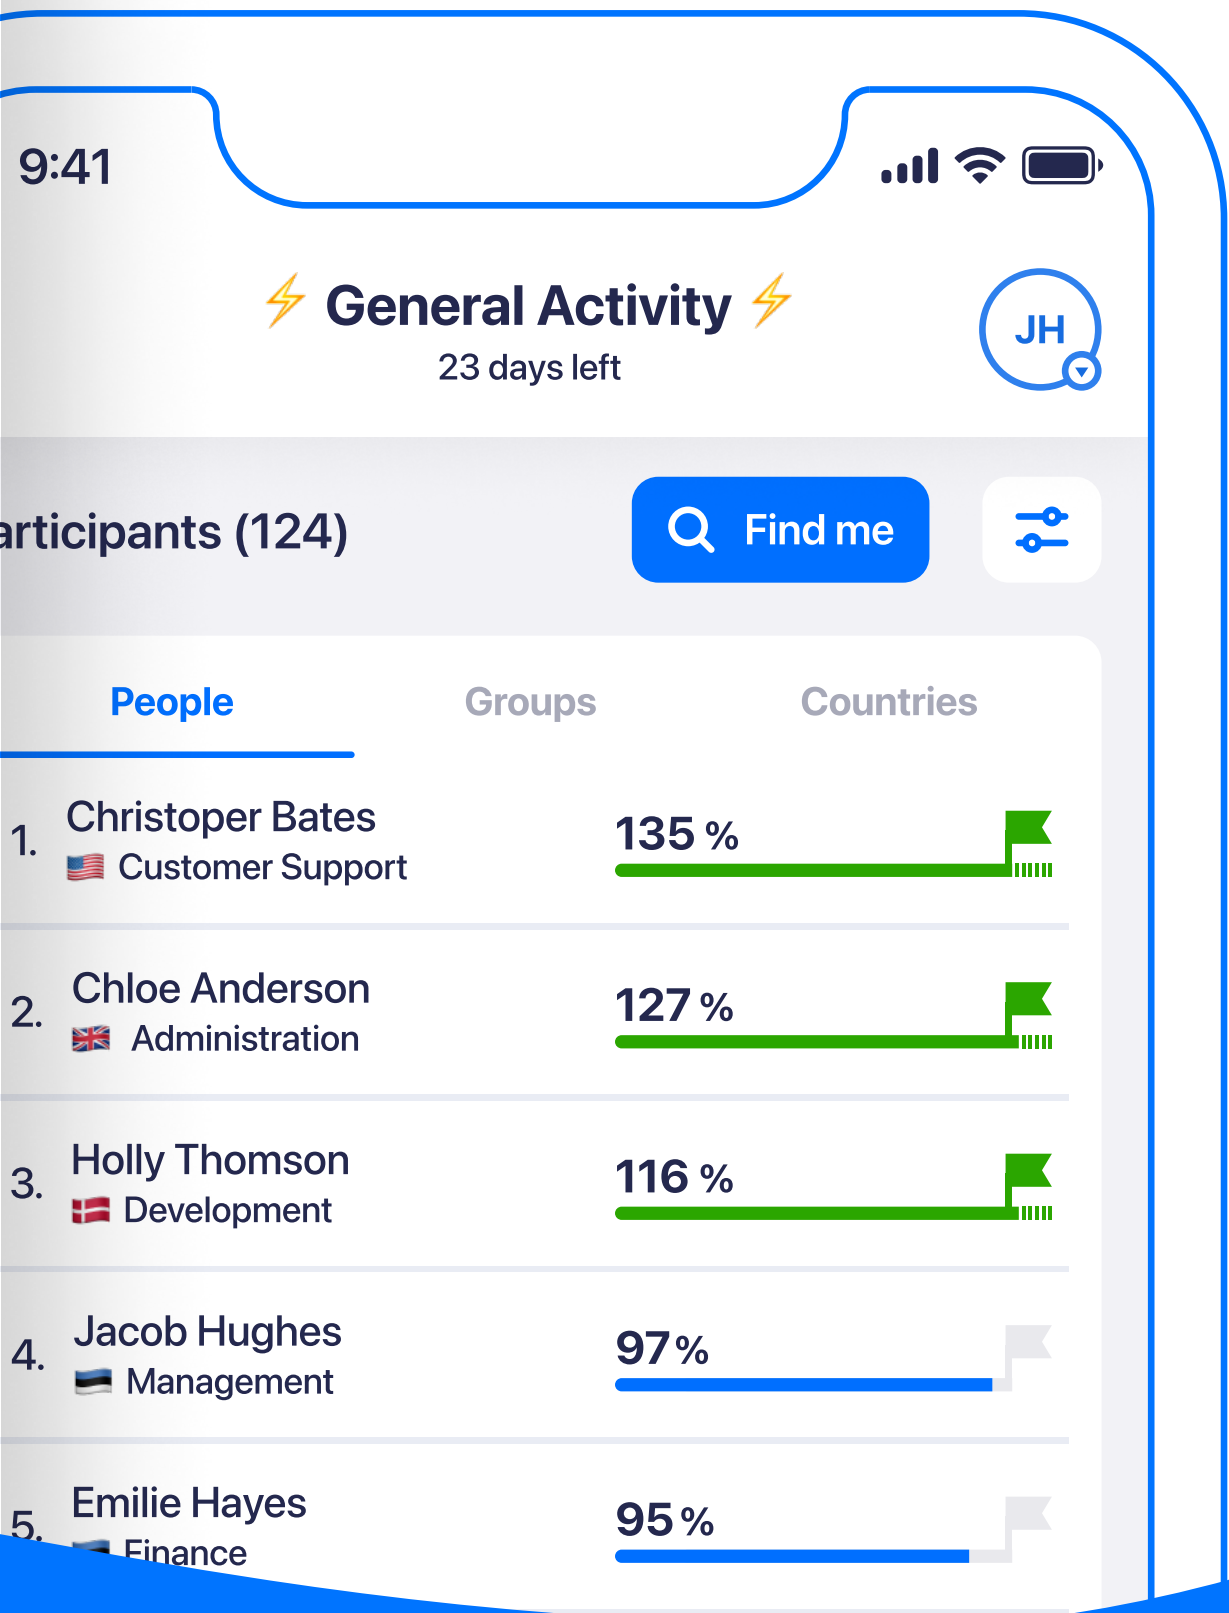 9:41
⚡ General Activity ⚡
23 days left
JH
articipants (124)
Find me
People
Groups
Countries
1.
Christoper Bates
Customer Support
135 %
2.
Chloe Anderson
Administration
127 %
3.
Holly Thomson
Development
116 %
4.
Jacob Hughes
Management
97 %
5.
Emilie Hayes
Finance
95 %